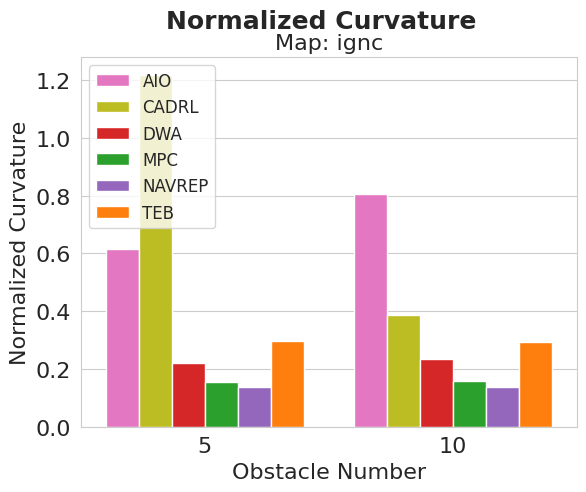 Normalized Curvature
Map: ignc
Normalized Curvature
1.2
1.0
0.8
0.6
0.4
0.2
0.0
AIO
CADRL
DWA
MPC
NAVREP
TEB
5
10
Obstacle Number